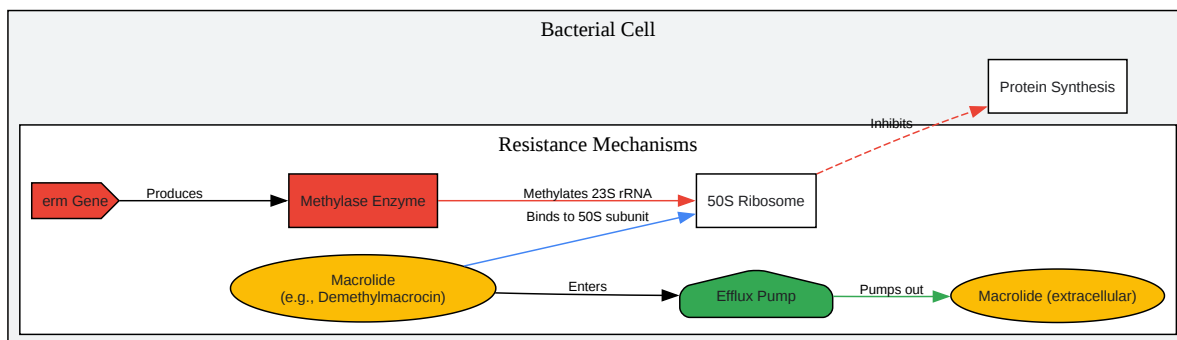 Bacterial Cell
Protein Synthesis
Inhibits
Resistance Mechanisms
erm Gene
Produces
Methylase Enzyme
Methylates 23S rRNA
50S Ribosome
Binds to 50S subunit
Macrolide
(e.g., Demethylmacrocin)
Enters
Efflux Pump
Pumps out
Macrolide (extracellular)